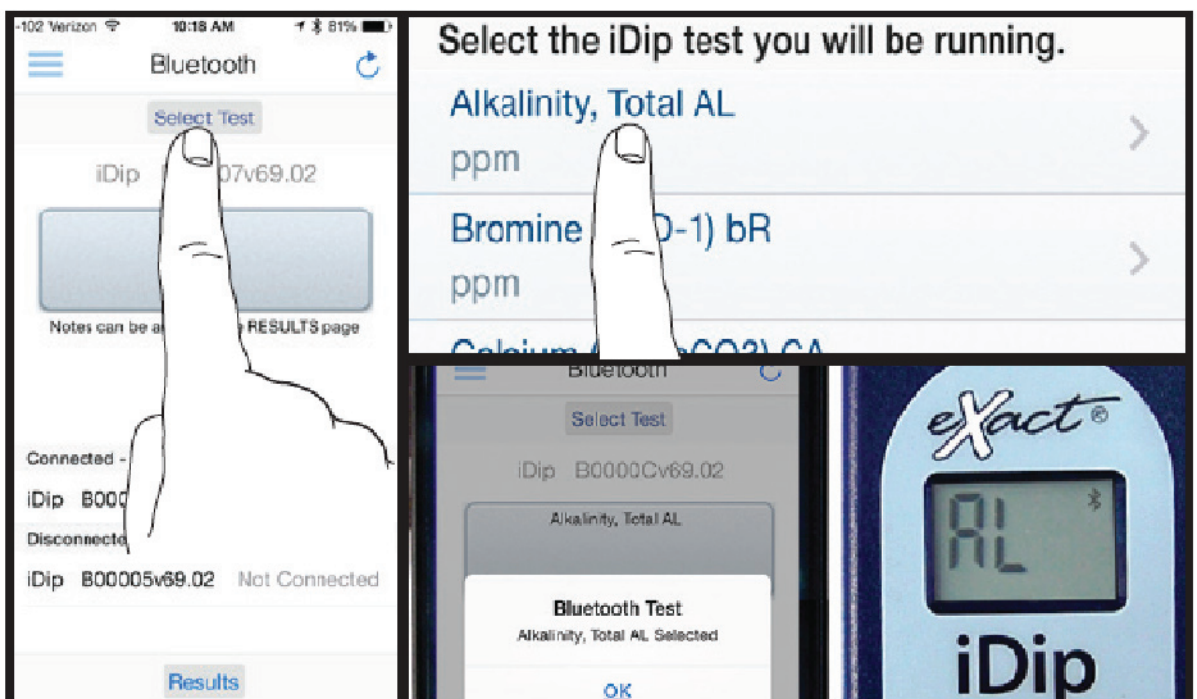 -102 Verizon 10:18 AM 81%
Bluetooth
Select Test
iDip 07v69.02
Notes can be a RESULTS page
Connected -
iDip B000
Disconnecte
iDip B00005v69.02 Not Connected
Results
Select the iDip test you will be running.
Alkalinity, Total AL
ppm
Bromine D-1) bR
ppm
Calcium CO3) CA
Bluetooth
Select Test
iDip B0000Cv69.02
Alkalinity, Total AL
Bluetooth Test
Alkalinity, Total AL Selected
OK
eXact®
AL
iDip